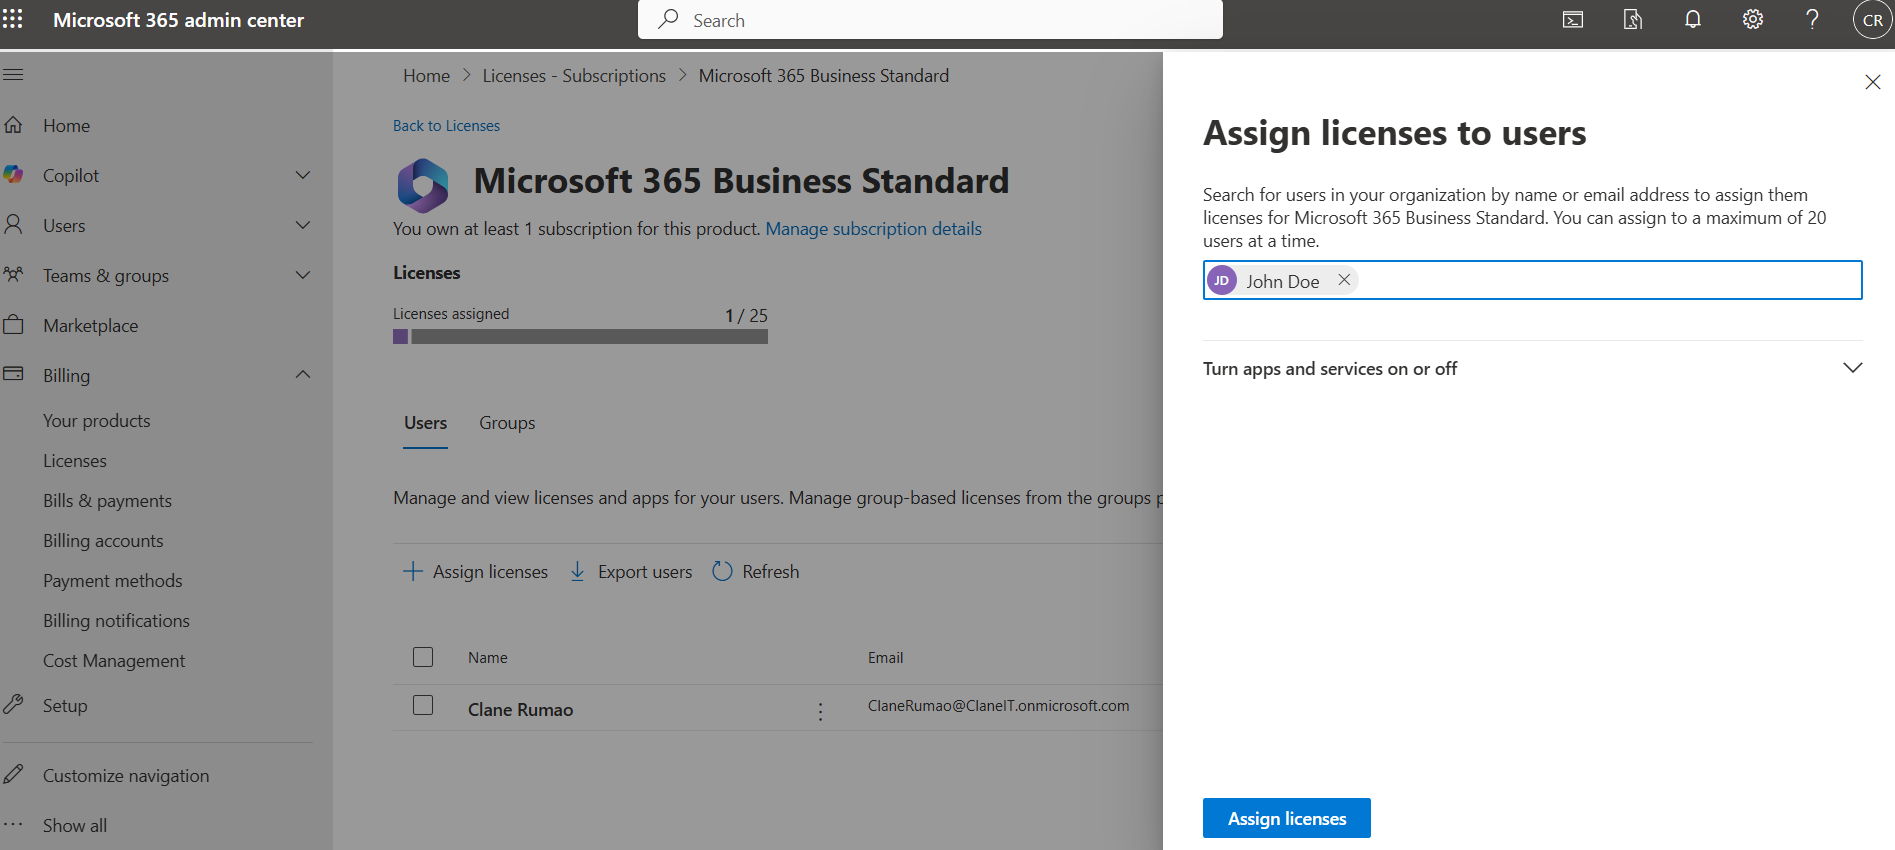 Microsoft 365 admin center
Search
CR
Home
Copilot
Users
Teams & groups
Marketplace
Billing
Your products
Licenses
Bills & payments
Billing accounts
Payment methods
Billing notifications
Cost Management
Setup
Customize navigation
Show all
Home > Licenses - Subscriptions > Microsoft 365 Business Standard
Back to Licenses
Microsoft 365 Business Standard
You own at least 1 subscription for this product. Manage subscription details
Licenses
Licenses assigned 1 / 25
Users Groups
Manage and view licenses and apps for your users. Manage group-based licenses from the groups p
Assign licenses Export users Refresh
Name Email
Clane Rumao ClaneRumao@ClaneIT.onmicrosoft.com
Assign licenses to users
Search for users in your organization by name or email address to assign them
licenses for Microsoft 365 Business Standard. You can assign to a maximum of 20
users at a time.
JD John Doe
Turn apps and services on or off
Assign licenses